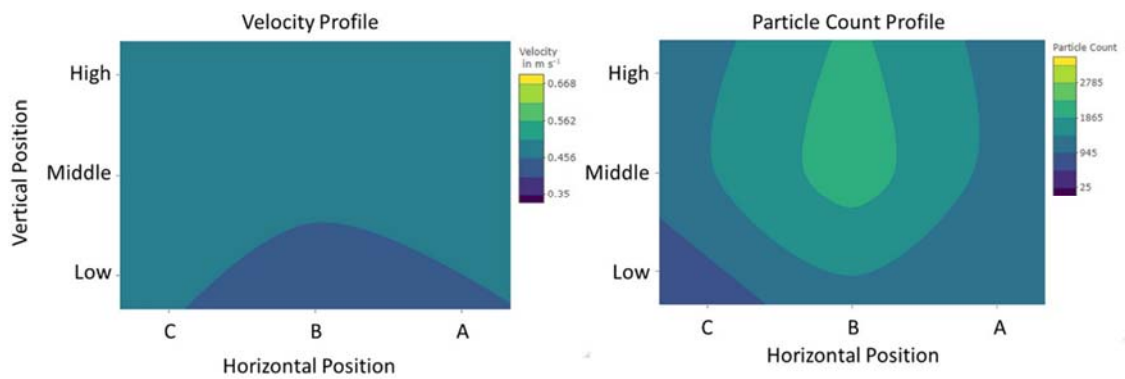 Velocity Profile
Velocity
in m s⁻¹
0.668
0.562
0.456
0.35
High
Middle
Low
Vertical Position
C B A
Horizontal Position
Particle Count Profile
Particle Count
2785
1865
945
25
High
Middle
Low
C B A
Horizontal Position